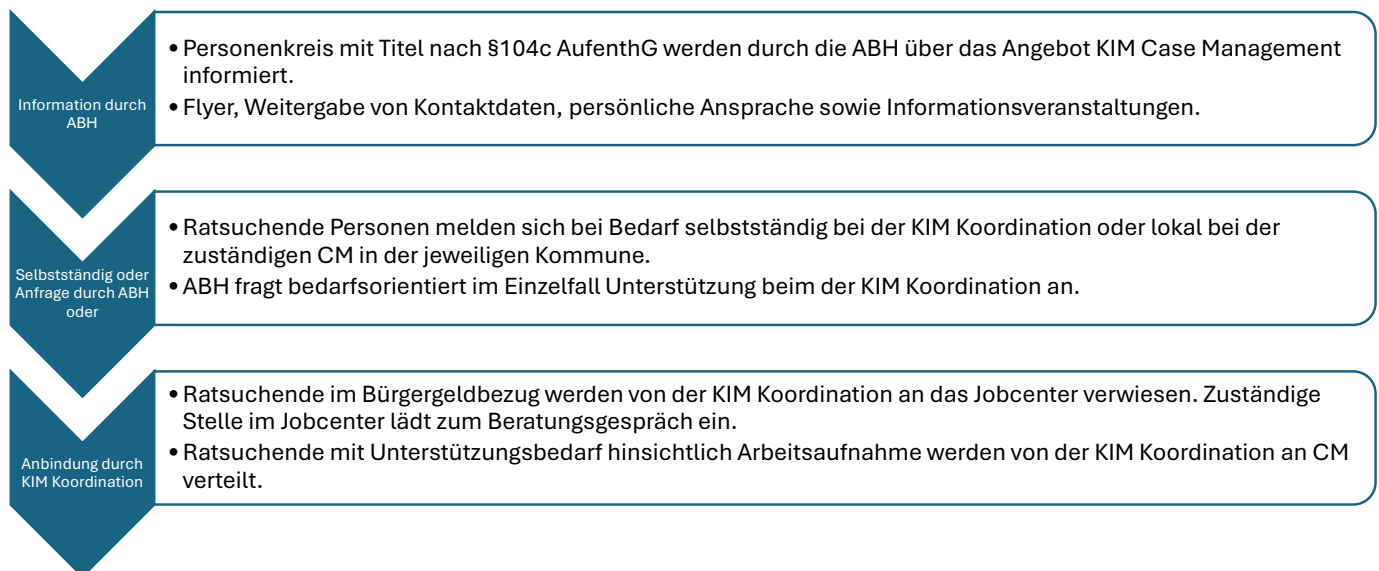 Information durch
ABH
• Personenkreis mit Titel nach §104c AufenthG werden durch die ABH über das Angebot KIM Case Management
informiert.
• Flyer, Weitergabe von Kontaktdaten, persönliche Ansprache sowie Informationsveranstaltungen.
Selbstständig oder
Anfrage durch ABH
oder
• Ratsuchende Personen melden sich bei Bedarf selbstständig bei der KIM Koordination oder lokal bei der
zuständigen CM in der jeweiligen Kommune.
• ABH fragt bedarfsorientiert im Einzelfall Unterstützung beim der KIM Koordination an.
Anbindung durch
KIM Koordination
• Ratsuchende im Bürgergeldbezug werden von der KIM Koordination an das Jobcenter verwiesen. Zuständige
Stelle im Jobcenter lädt zum Beratungsgespräch ein.
• Ratsuchende mit Unterstützungsbedarf hinsichtlich Arbeitsaufnahme werden von der KIM Koordination an CM
verteilt.